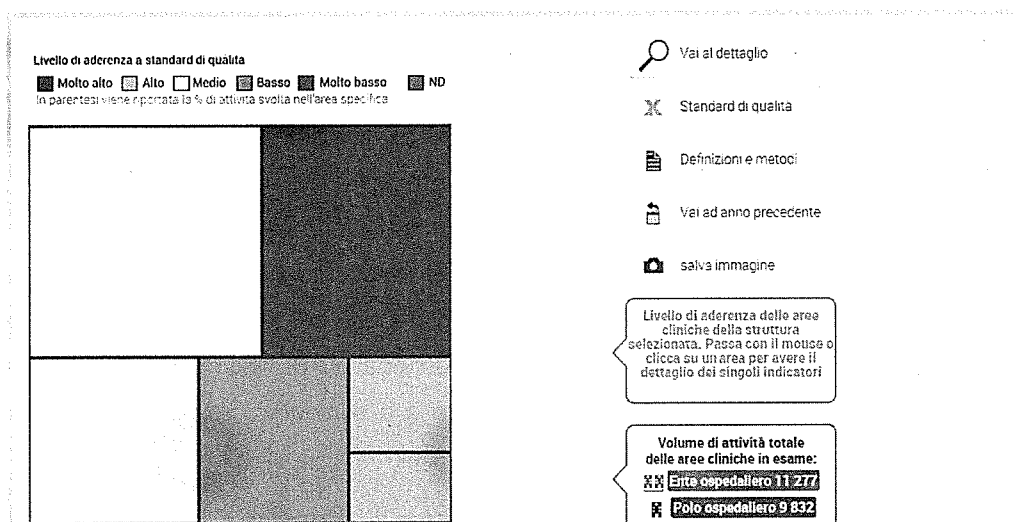 Livello di aderenza a standard di qualita
Molto alto Alto Medio Basso Molto basso ND
In parentesi viene riportata la % di attività svolta nell'area specifica
Vai al dettaglio
Standard di qualita
Definizioni e metodi
Vai ad anno precedente
salva immagine
Livello di aderenza delle aree
cliniche della struttura
selezionata. Passa con il mouse o
clicca su un area per avere il
dettaglio dei singoli indicatori
Volume di attività totale
delle aree cliniche in esame:
Ente ospedaliero 11 277
Polo ospedaliero 9 832